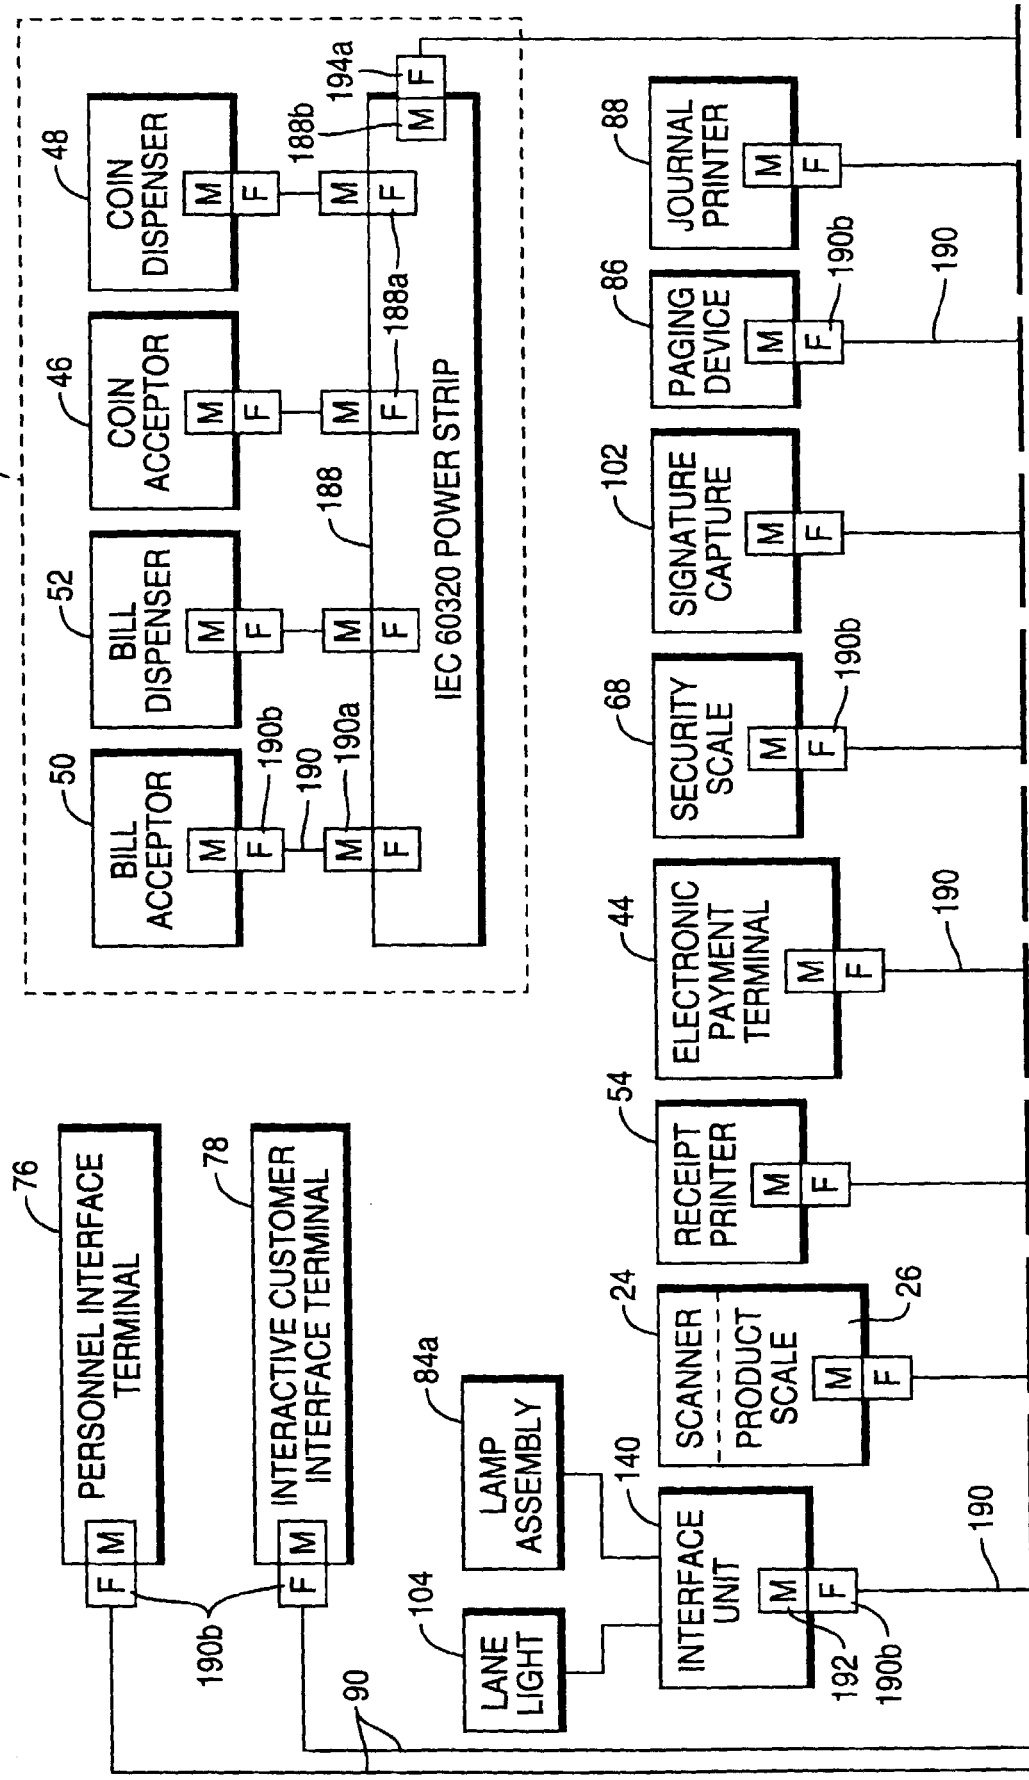 76
PERSONNEL INTERFACE
TERMINAL
F M
190b
78
INTERACTIVE CUSTOMER
INTERFACE TERMINAL
F M
90
50
BILL
ACCEPTOR
M
F
190b
190
190a
M
F
52
BILL
DISPENSER
M
F
M
F
46
COIN
ACCEPTOR
M
F
M
F
48
COIN
DISPENSER
M
F
M
F
188
188a
188b
194a
M F
IEC 60320 POWER STRIP
104
LANE
LIGHT
84a
LAMP
ASSEMBLY
140
INTERFACE
UNIT
M
F
192
190b
190
24
SCANNER
PRODUCT
SCALE
26
M
F
54
RECEIPT
PRINTER
M
F
44
ELECTRONIC
PAYMENT
TERMINAL
M
F
190
68
SECURITY
SCALE
M
F
190b
102
SIGNATURE
CAPTURE
M
F
86
PAGING
DEVICE
M
F
190b
190
88
JOURNAL
PRINTER
M
F